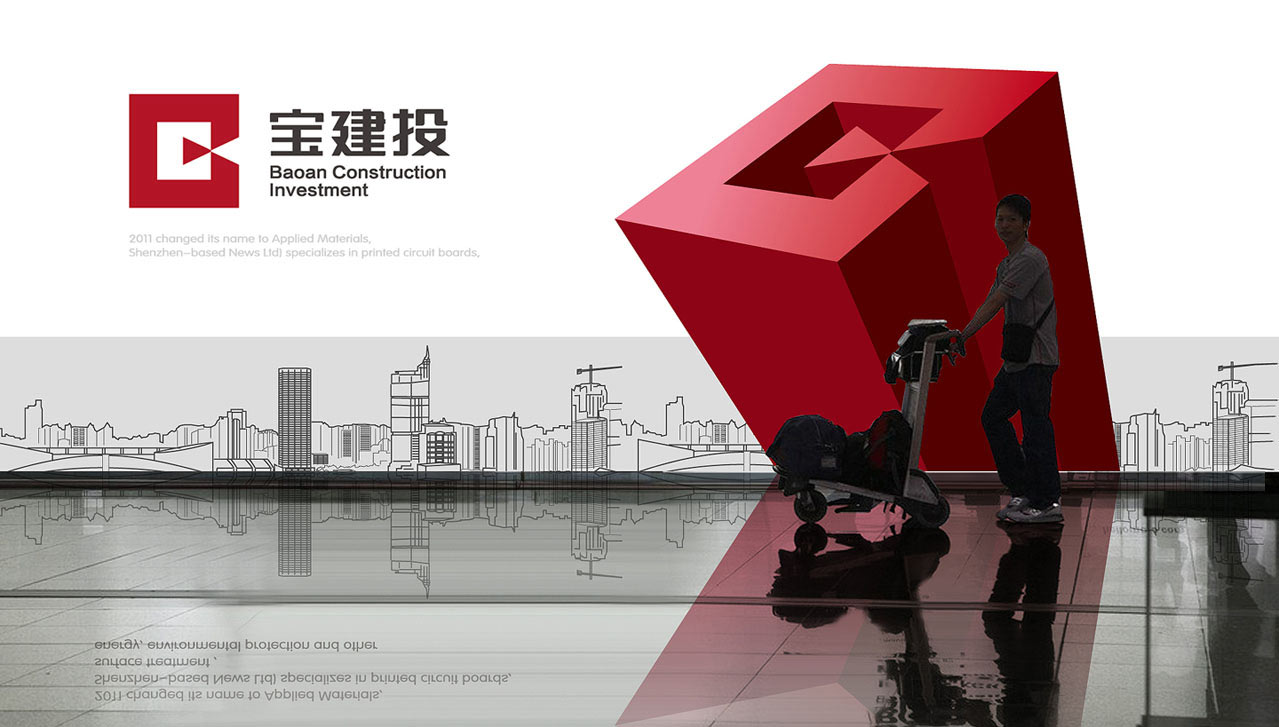 宝建投
Baoan Construction
Investment
2011 changed its name to Applied Materials,
Shenzhen-based News Ltd) specializes in printed circuit boards,
energy, environmental protection and other
surface treatment ,
Shenzhen-based News Ltd) specializes in printed circuit boards,
2011 changed its name to Applied Materials,